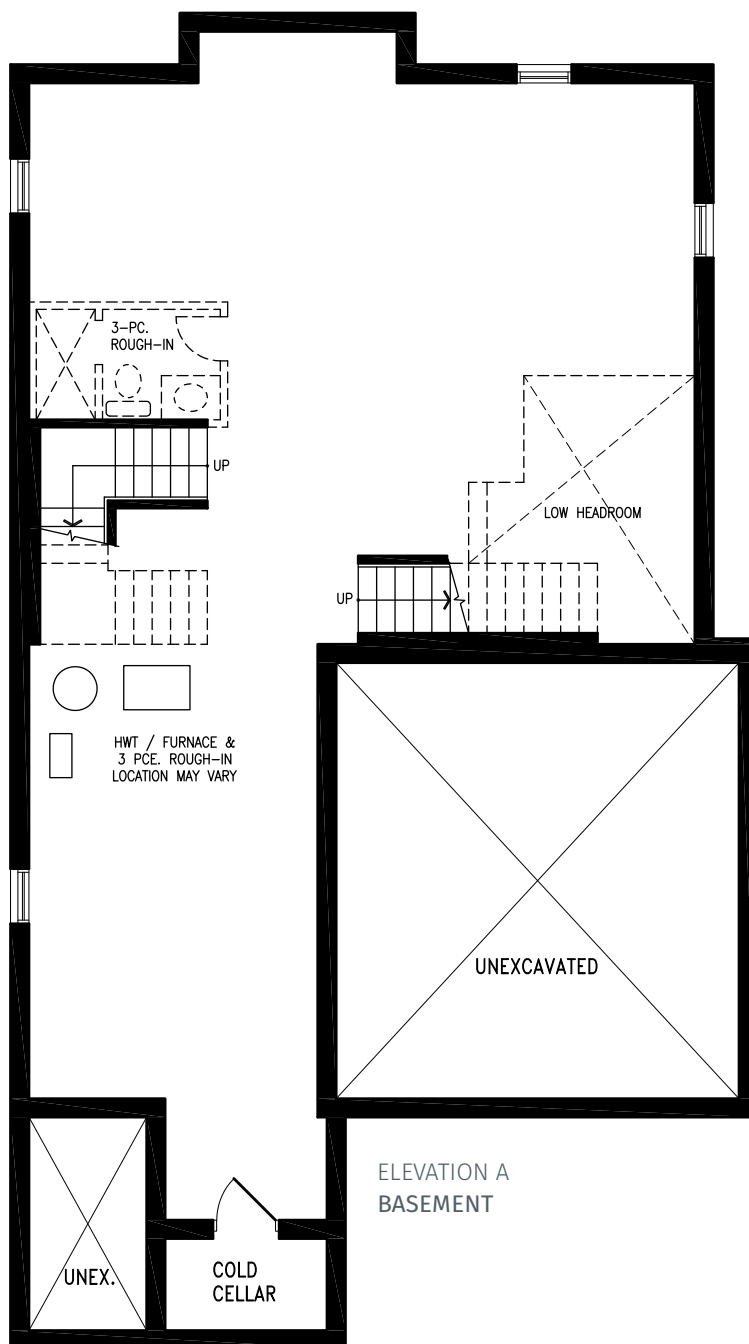 3-PC.
ROUGH-IN
UP
LOW HEADROOM
UP
HWT / FURNACE &
3 PCE. ROUGH-IN
LOCATION MAY VARY
UNEXCAVATED
ELEVATION A
BASEMENT
UNEX.
COLD
CELLAR